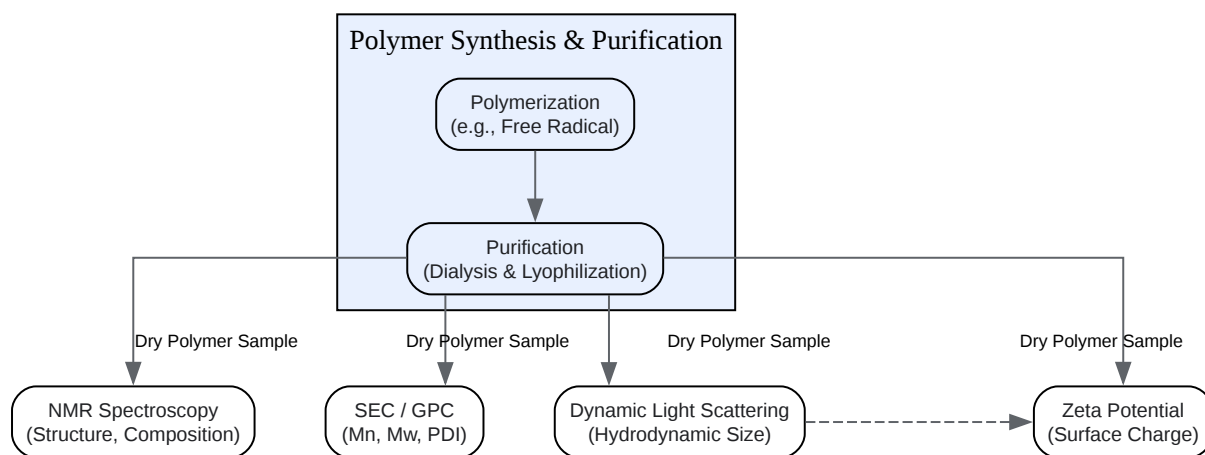 Polymer Synthesis & Purification
Polymerization
(e.g., Free Radical)
Purification
(Dialysis & Lyophilization)
Dry Polymer Sample
Dry Polymer Sample
Dry Polymer Sample
Dry Polymer Sample
NMR Spectroscopy
(Structure, Composition)
SEC / GPC
(Mn, Mw, PDI)
Dynamic Light Scattering
(Hydrodynamic Size)
Zeta Potential
(Surface Charge)